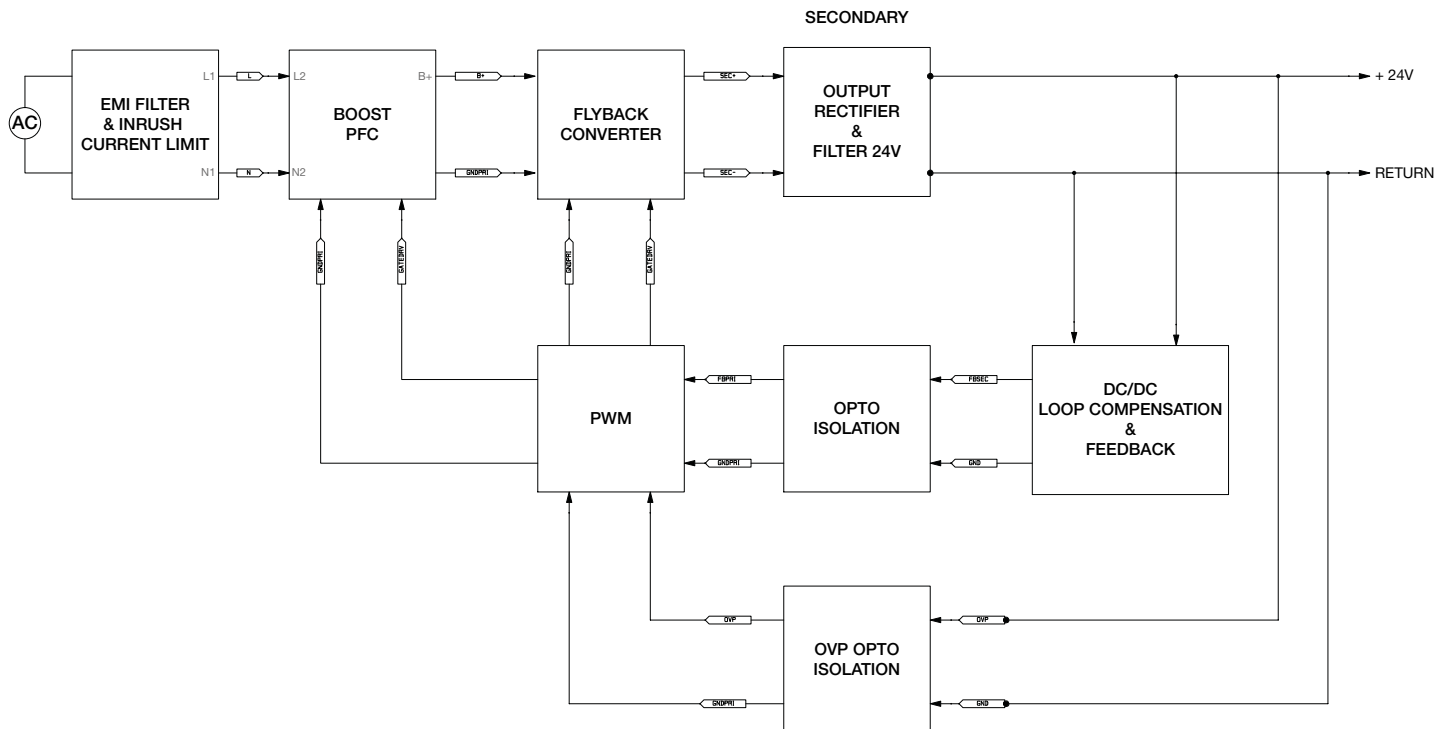 SECONDARY
AC
EMI FILTER
& INRUSH
CURRENT LIMIT
L1
N1
L
N
L2
N2
BOOST
PFC
B+
B+
GNDPRI
FLYBACK
CONVERTER
SEC+
SEC-
OUTPUT
RECTIFIER
&
FILTER 24V
+ 24V
RETURN
GNDPRI
GATEDRV
GNDPRI
GATEDRV
PWM
FBPRI
GNDPRI
OPTO
ISOLATION
FBSEC
GND
DC/DC
LOOP COMPENSATION
&
FEEDBACK
OVP
GNDPRI
OVP OPTO
ISOLATION
OVP
GND